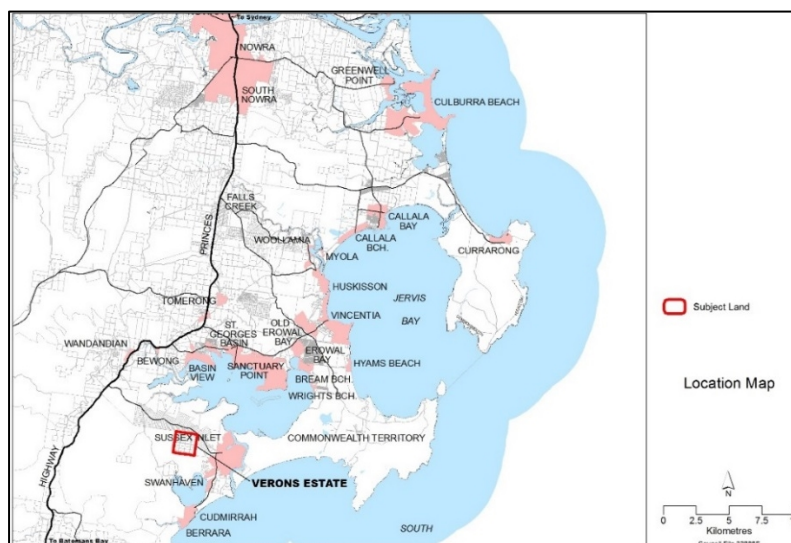 To Sydney
NOWRA
SOUTH
NOWRA
GREENWELL
POINT
CULBURRA BEACH
FALLS
CREEK
WOOLLAMIA
CALLALA
BAY
CALLALA
BCH.
CURRARONG
MYOLA
PRINCES
HUSKISSON
JERVIS
BAY
TOMERONG
VINCENTIA
OLD
EROWAL
BAY
ST.
GEORGES
BASIN
WANDANDIAN
BEWONG
BASIN
VIEW
SANCTUARY
POINT
EROWAL
BAY
HYAMS BEACH
BREAM BCH.
WRIGHTS BCH.
SUSSEX INLET
COMMONWEALTH TERRITORY
HIGHWAY
SWANHAVEN
VERONS ESTATE
CUDMIRRAH
BERRARA
SOUTH
To Batemans Bay
Subject Land
Location Map
N
0 2.5 5 7.5 10
Kilometres